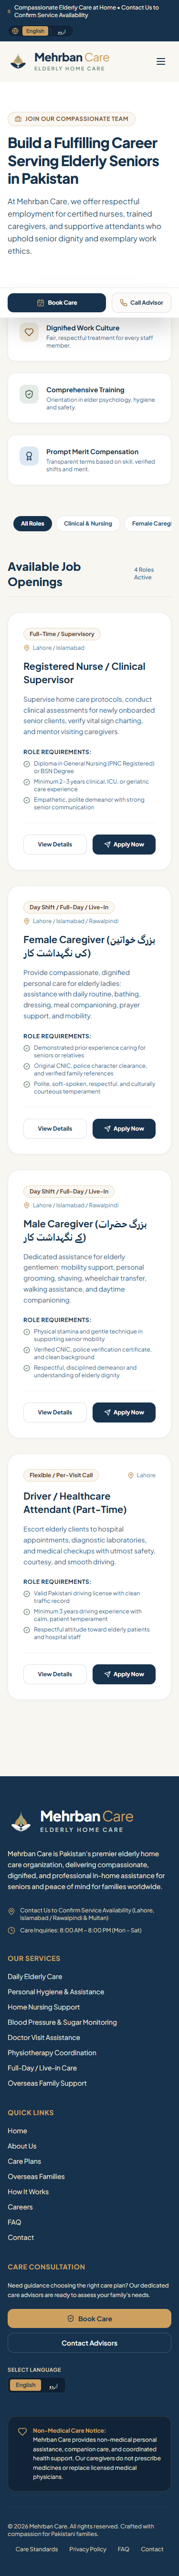 Compassionate Elderly Care at Home • Contact Us to
Confirm Service Availability
English اردو
Mehrban Care
ELDERLY HOME CARE
JOIN OUR COMPASSIONATE TEAM
Build a Fulfilling Career
Serving Elderly Seniors
in Pakistan
At Mehrban Care, we offer respectful
employment for certified nurses, trained
caregivers, and supportive attendants who
uphold senior dignity and exemplary work
ethics.
Book Care
Call Advisor
Dignified Work Culture
Fair, respectful treatment for every staff
member.
Comprehensive Training
Orientation in elder psychology, hygiene
and safety.
Prompt Merit Compensation
Transparent terms based on skill, verified
shifts and merit.
All Roles
Clinical & Nursing
Female Caregi
Available Job
Openings
4 Roles
Active
Full-Time / Supervisory
Lahore / Islamabad
Registered Nurse / Clinical
Supervisor
Supervise home care protocols, conduct
clinical assessments for newly onboarded
senior clients, verify vital sign charting,
and mentor visiting caregivers.
ROLE REQUIREMENTS:
Diploma in General Nursing (PNC Registered)
or BSN Degree
Minimum 2-3 years clinical, ICU, or geriatric
care experience
Empathetic, polite demeanor with strong
senior communication
View Details
Apply Now
Day Shift / Full-Day / Live-In
Lahore / Islamabad / Rawalpindi
Female Caregiver (بزرگ خواتین
کی نگہداشت کار)
Provide compassionate, dignified
personal care for elderly ladies:
assistance with daily routine, bathing,
dressing, meal companioning, prayer
support, and mobility.
ROLE REQUIREMENTS:
Demonstrated prior experience caring for
seniors or relatives
Original CNIC, police character clearance,
and verified family references
Polite, soft-spoken, respectful, and culturally
courteous temperament
View Details
Apply Now
Day Shift / Full-Day / Live-In
Lahore / Islamabad / Rawalpindi
Male Caregiver (بزرگ حضرات
کے نگہداشت کار)
Dedicated assistance for elderly
gentlemen: mobility support, personal
grooming, shaving, wheelchair transfer,
walking assistance, and daytime
companioning.
ROLE REQUIREMENTS:
Physical stamina and gentle technique in
supporting senior mobility
Verified CNIC, police verification certificate,
and clean background
Respectful, disciplined demeanor and
understanding of elderly dignity
View Details
Apply Now
Flexible / Per-Visit Call
Lahore
Driver / Healthcare
Attendant (Part-Time)
Escort elderly clients to hospital
appointments, diagnostic laboratories,
and medical checkups with utmost safety,
courtesy, and smooth driving.
ROLE REQUIREMENTS:
Valid Pakistani driving license with clean
traffic record
Minimum 3 years driving experience with
calm, patient temperament
Respectful attitude toward elderly patients
and hospital staff
View Details
Apply Now
Mehrban Care
ELDERLY HOME CARE
Mehrban Care is Pakistan's premier elderly home
care organization, delivering compassionate,
dignified, and professional in-home assistance for
seniors and peace of mind for families worldwide.
Contact Us to Confirm Service Availability (Lahore,
Islamabad / Rawalpindi & Multan)
Care Inquiries: 8:00 AM – 8:00 PM (Mon – Sat)
OUR SERVICES
Daily Elderly Care
Personal Hygiene & Assistance
Home Nursing Support
Blood Pressure & Sugar Monitoring
Doctor Visit Assistance
Physiotherapy Coordination
Full-Day / Live-in Care
Overseas Family Support
QUICK LINKS
Home
About Us
Care Plans
Overseas Families
How It Works
Careers
FAQ
Contact
CARE CONSULTATION
Need guidance choosing the right care plan? Our dedicated
care advisors are ready to assist your family's needs.
Book Care
Contact Advisors
SELECT LANGUAGE
English اردو
Non-Medical Care Notice:
Mehrban Care provides non-medical personal
assistance, companion care, and coordinated
health support. Our caregivers do not prescribe
medicines or replace licensed medical
physicians.
© 2026 Mehrban Care. All rights reserved. Crafted with
compassion for Pakistani families.
Care Standards Privacy Policy FAQ Contact